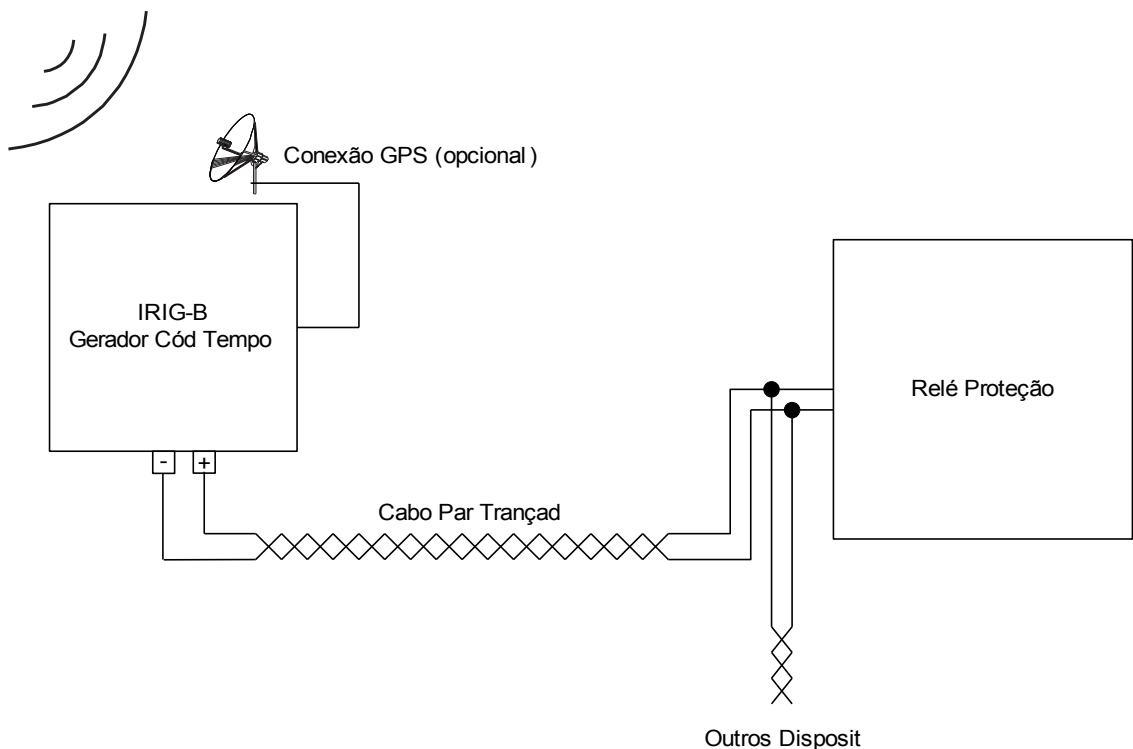 Conexão GPS (opcional)
IRIG-B
Gerador Cód Tempo
Relé Proteção
- +
Cabo Par Trançad
Outros Disposit